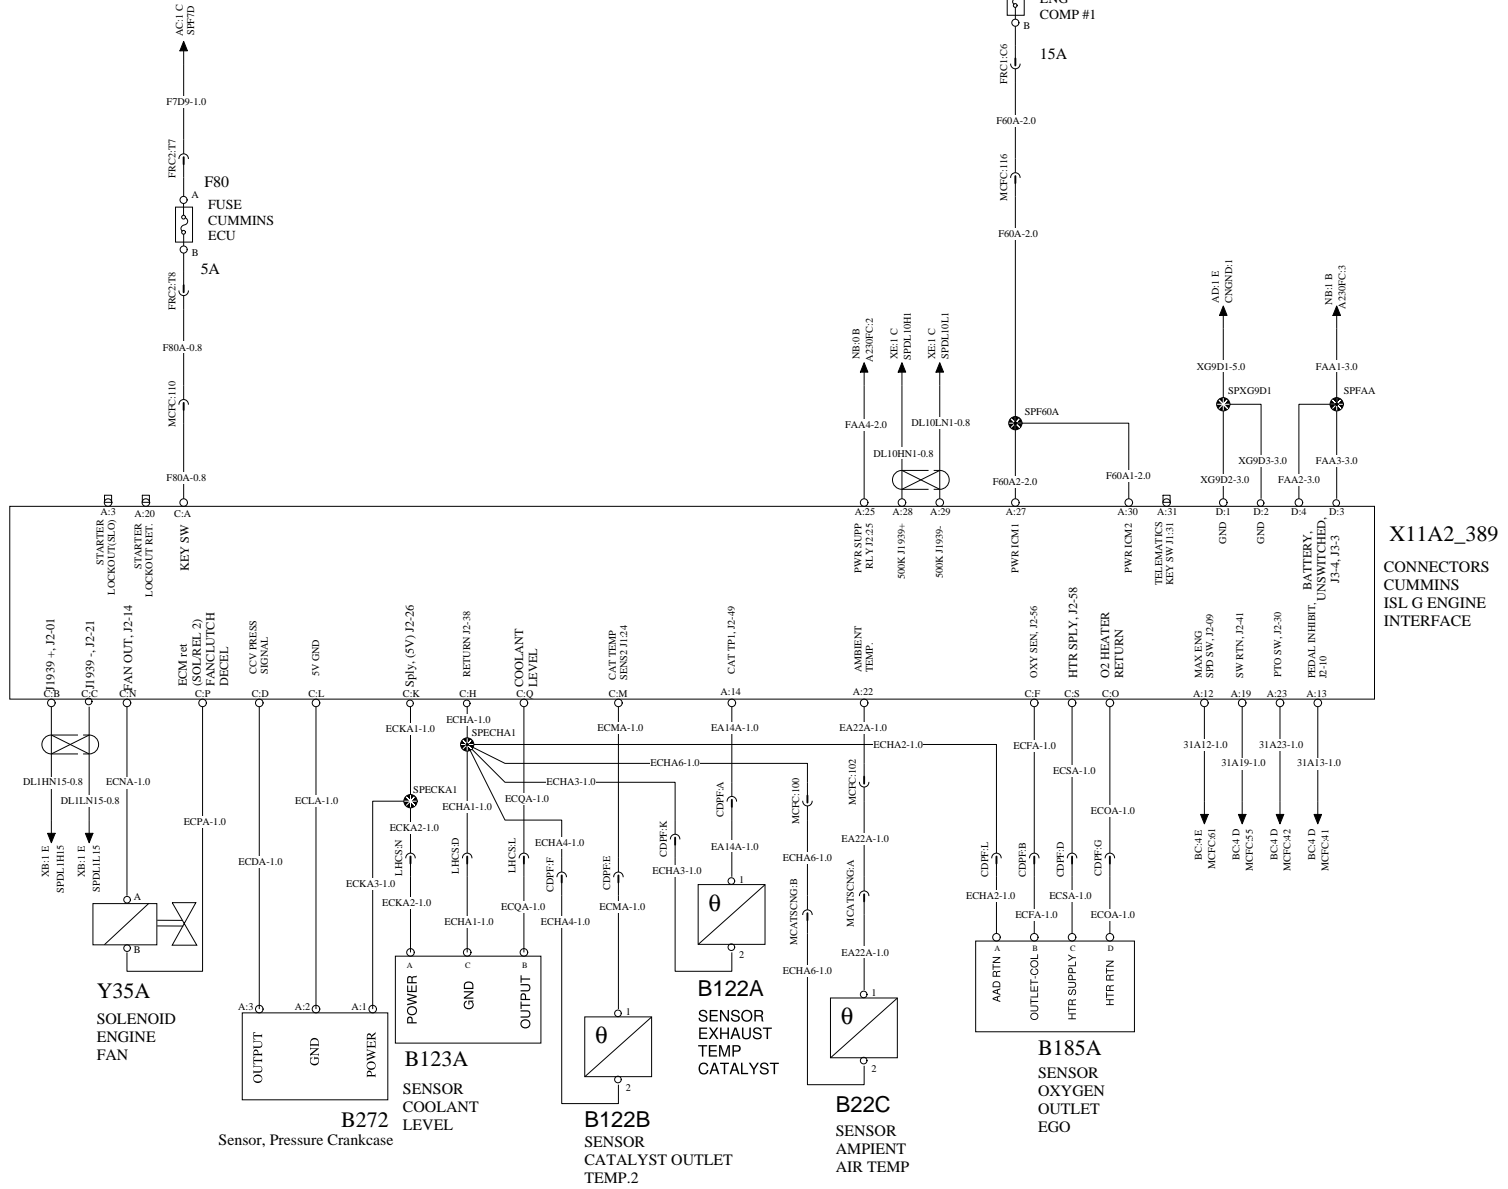 AC:1 C
SPF7D
F7D9-1.0
FRC2:T7
F80
A
FUSE
CUMMINS
ECU
B
5A
FRC2:T8
F80A-0.8
MCFC:110
F80A-0.8
COMP #1
B
15A
FRC1:C6
F60A-2.0
MCFC:116
F60A-2.0
NB:0 B
A230FC:2
XE:1 C
SPDL10H1
XE:1 C
SPDL10L1
FAA4-2.0
DL10HN1-0.8
DL10LN1-0.8
SPF60A
F60A2-2.0
F60A1-2.0
AD:1 E
CNGND:1
NB:1 B
A230FC:3
XG9D1-5.0
FAA1-3.0
SPXG9D1
SPFAA
XG9D3-3.0
FAA3-3.0
XG9D2-3.0
FAA2-3.0
A:3
A:20
C:A
A:25
A:28
A:29
A:27
A:30
A:31
D:1
D:2
D:4
D:3
STARTER
LOCKOUT(SLO)
STARTER
LOCKOUT RET.
KEY SW
PWR SUPP
RLY J2:25
500K J1939+
500K J1939-
PWR ICM1
PWR ICM2
TELEMATICS
KEY SW J1:31
GND
GND
BATTERY,
UNSWITCHED,
J3-4, J3-3
X11A2_389
CONNECTORS
CUMMINS
ISL G ENGINE
INTERFACE
J1939 +, J2-01
J1939 -, J2-21
FAN OUT, J2-14
ECM ret
(SOL/REL 2)
FANCLUTCH
DECEL
CCV PRESS
SIGNAL
5V GND
Sply, (5V) J2-26
RETURN J2-38
COOLANT
LEVEL
CAT TEMP
SENS2 J1:24
CAT TP1, J2-49
AMBIENT
TEMP.
OXY SEN, J2-56
HTR SPLY, J2-58
O2 HEATER
RETURN
MAX ENG
SPD SW, J2-09
SW RTN, J2-41
PTO SW, J2-30
PEDAL INHIBIT,
J2-10
C:B
C:C
C:N
C:P
C:D
C:L
C:K
C:H
C:Q
C:M
A:14
A:22
C:F
C:S
C:O
A:12
A:19
A:23
A:13
DL1HN15-0.8
DL1LN15-0.8
ECNA-1.0
ECPA-1.0
XB:1 E
SPDL1H15
XB:1 E
SPDL1L15
A
B
Y35A
SOLENOID
ENGINE
FAN
ECDA-1.0
ECLA-1.0
ECKA1-1.0
SPECKA1
ECKA2-1.0
ECKA3-1.0
LHCS:N
ECKA2-1.0
ECHA-1.0
SPECHA1
ECHA1-1.0
LHCS:D
ECHA1-1.0
ECQA-1.0
LHCS:L
ECQA-1.0
A:3
A:2
A:1
OUTPUT
GND
POWER
B272
Sensor, Pressure Crankcase
A
C
B
POWER
GND
OUTPUT
B123A
SENSOR
COOLANT
LEVEL
ECHA4-1.0
CDPF:F
ECHA4-1.0
ECMA-1.0
CDPF:E
ECMA-1.0
1
θ
2
B122B
SENSOR
CATALYST OUTLET
TEMP.2
ECHA3-1.0
CDPF:K
ECHA3-1.0
EA14A-1.0
CDPF:A
EA14A-1.0
1
θ
2
B122A
SENSOR
EXHAUST
TEMP
CATALYST
ECHA6-1.0
MCFC:100
ECHA6-1.0
MCATSCNG:B
ECHA6-1.0
EA22A-1.0
MCFC:102
EA22A-1.0
MCATSCNG:A
EA22A-1.0
1
θ
2
B22C
SENSOR
AMPIENT
AIR TEMP
ECHA2-1.0
CDPF:L
ECHA2-1.0
ECFA-1.0
CDPF:B
ECFA-1.0
ECSA-1.0
CDPF:D
ECSA-1.0
ECOA-1.0
CDPF:G
ECOA-1.0
A
B
C
D
AAD RTN
OUTLET-COL
HTR SUPPLY
HTR RTN
B185A
SENSOR
OXYGEN
OUTLET
EGO
31A12-1.0
31A19-1.0
31A23-1.0
31A13-1.0
BC:4 E
MCFC:61
BC:4 D
MCFC:55
BC:4 D
MCFC:42
BC:4 D
MCFC:41